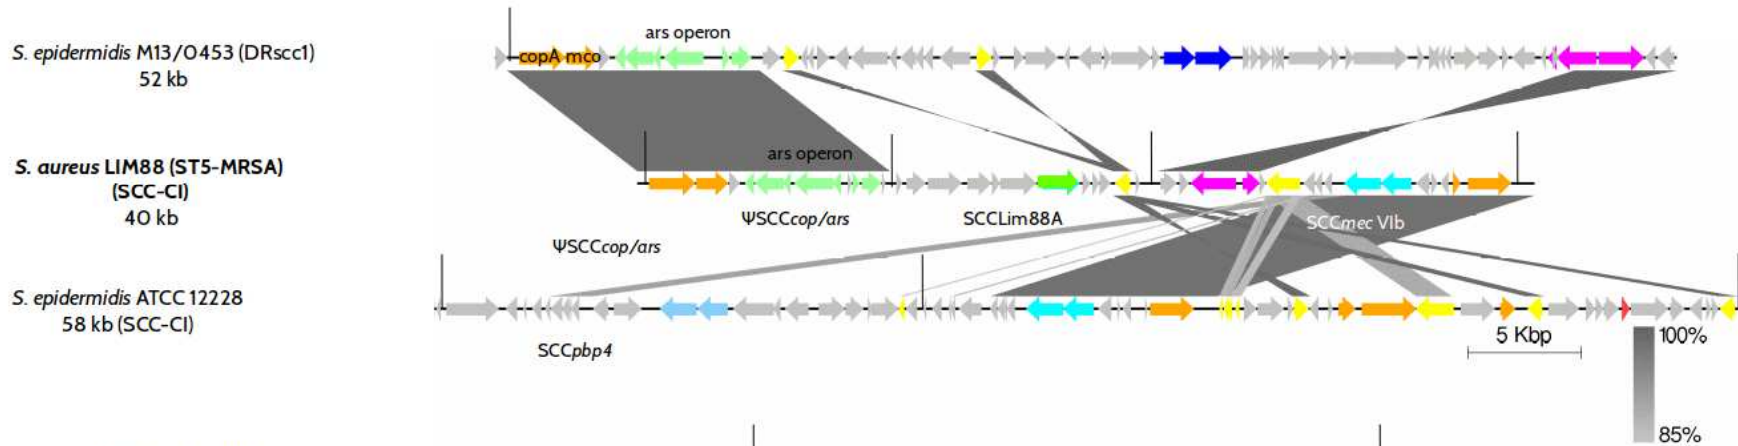 ars operon
S. epidermidis M13/0453 (DRscc1)
copA mco
52 kb
ars operon
S. aureus LIM88 (ST5-MRSA)
(SCC-CI)
40 kb
ΨSCCcop/ars
SCCLim88A
SCCmec VIb
ΨSCCcop/ars
S. epidermidis ATCC 12228
58 kb (SCC-CI)
5 Kbp
100%
SCCpbp4
85%